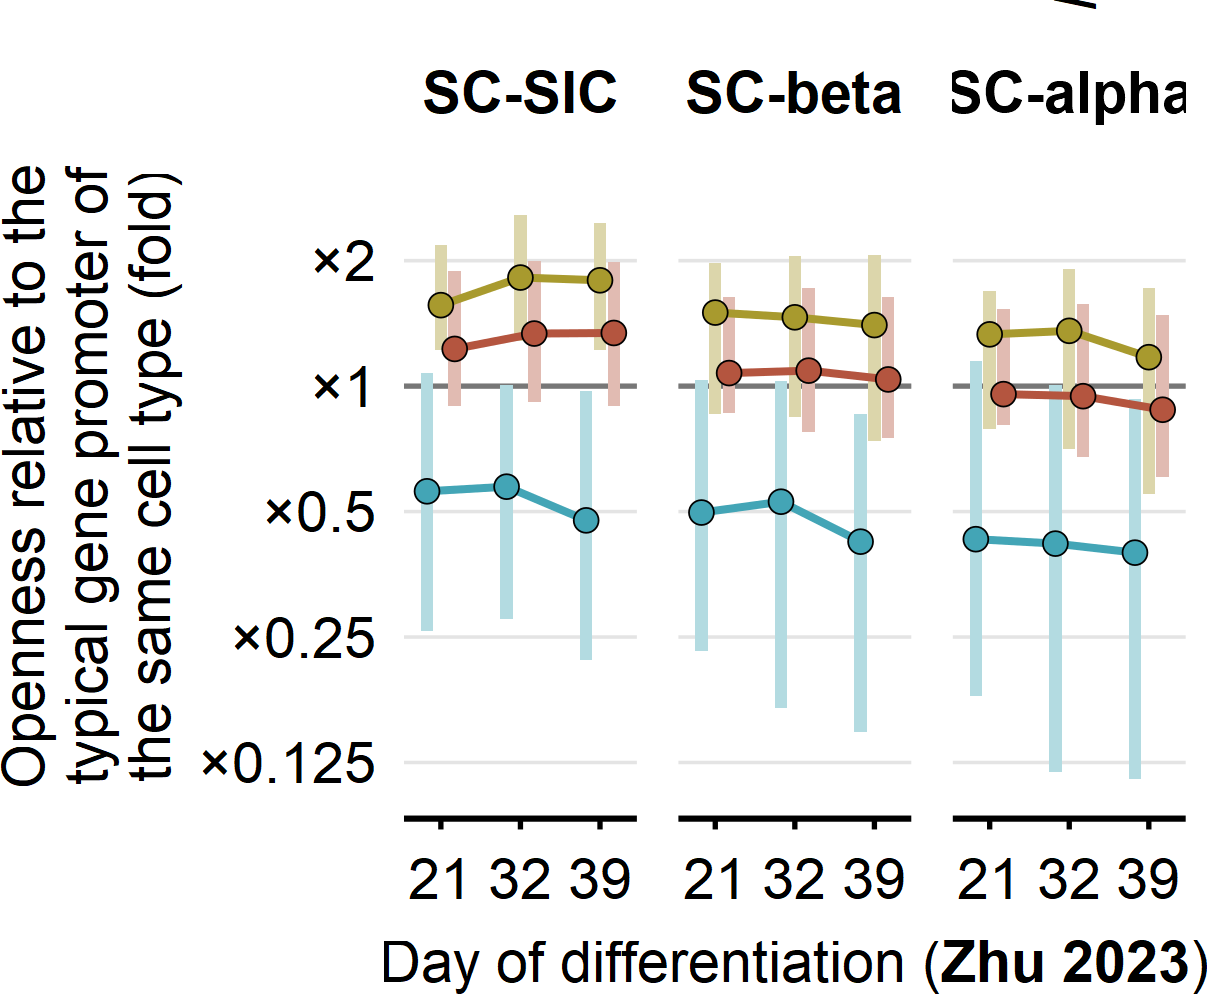 SC-SIC SC-beta SC-alpha
Openness relative to the
typical gene promoter of
the same cell type (fold)
×2
×1
×0.5
×0.25
×0.125
21 32 39 21 32 39 21 32 39
Day of differentiation (Zhu 2023)